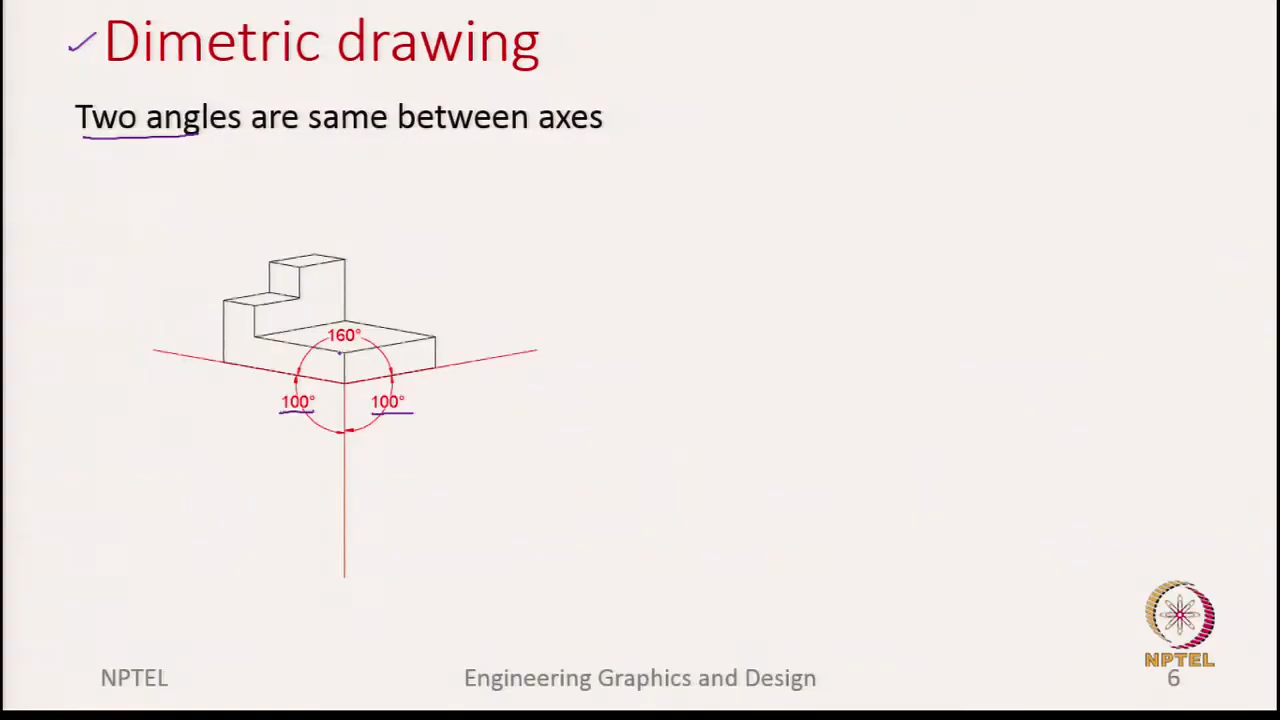 Dimetric drawing
Two angles are same between axes
160°
100° 100°
NPTEL
NPTEL Engineering Graphics and Design 6